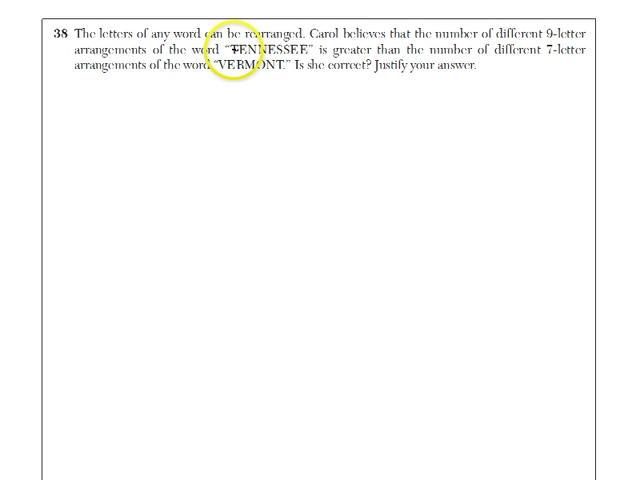 38 The letters of any word can be rearranged. Carol believes that the number of different 9-letter
arrangements of the word “TENNESSEE” is greater than the number of different 7-letter
arrangements of the word “VERMONT.” Is she correct? Justify your answer.